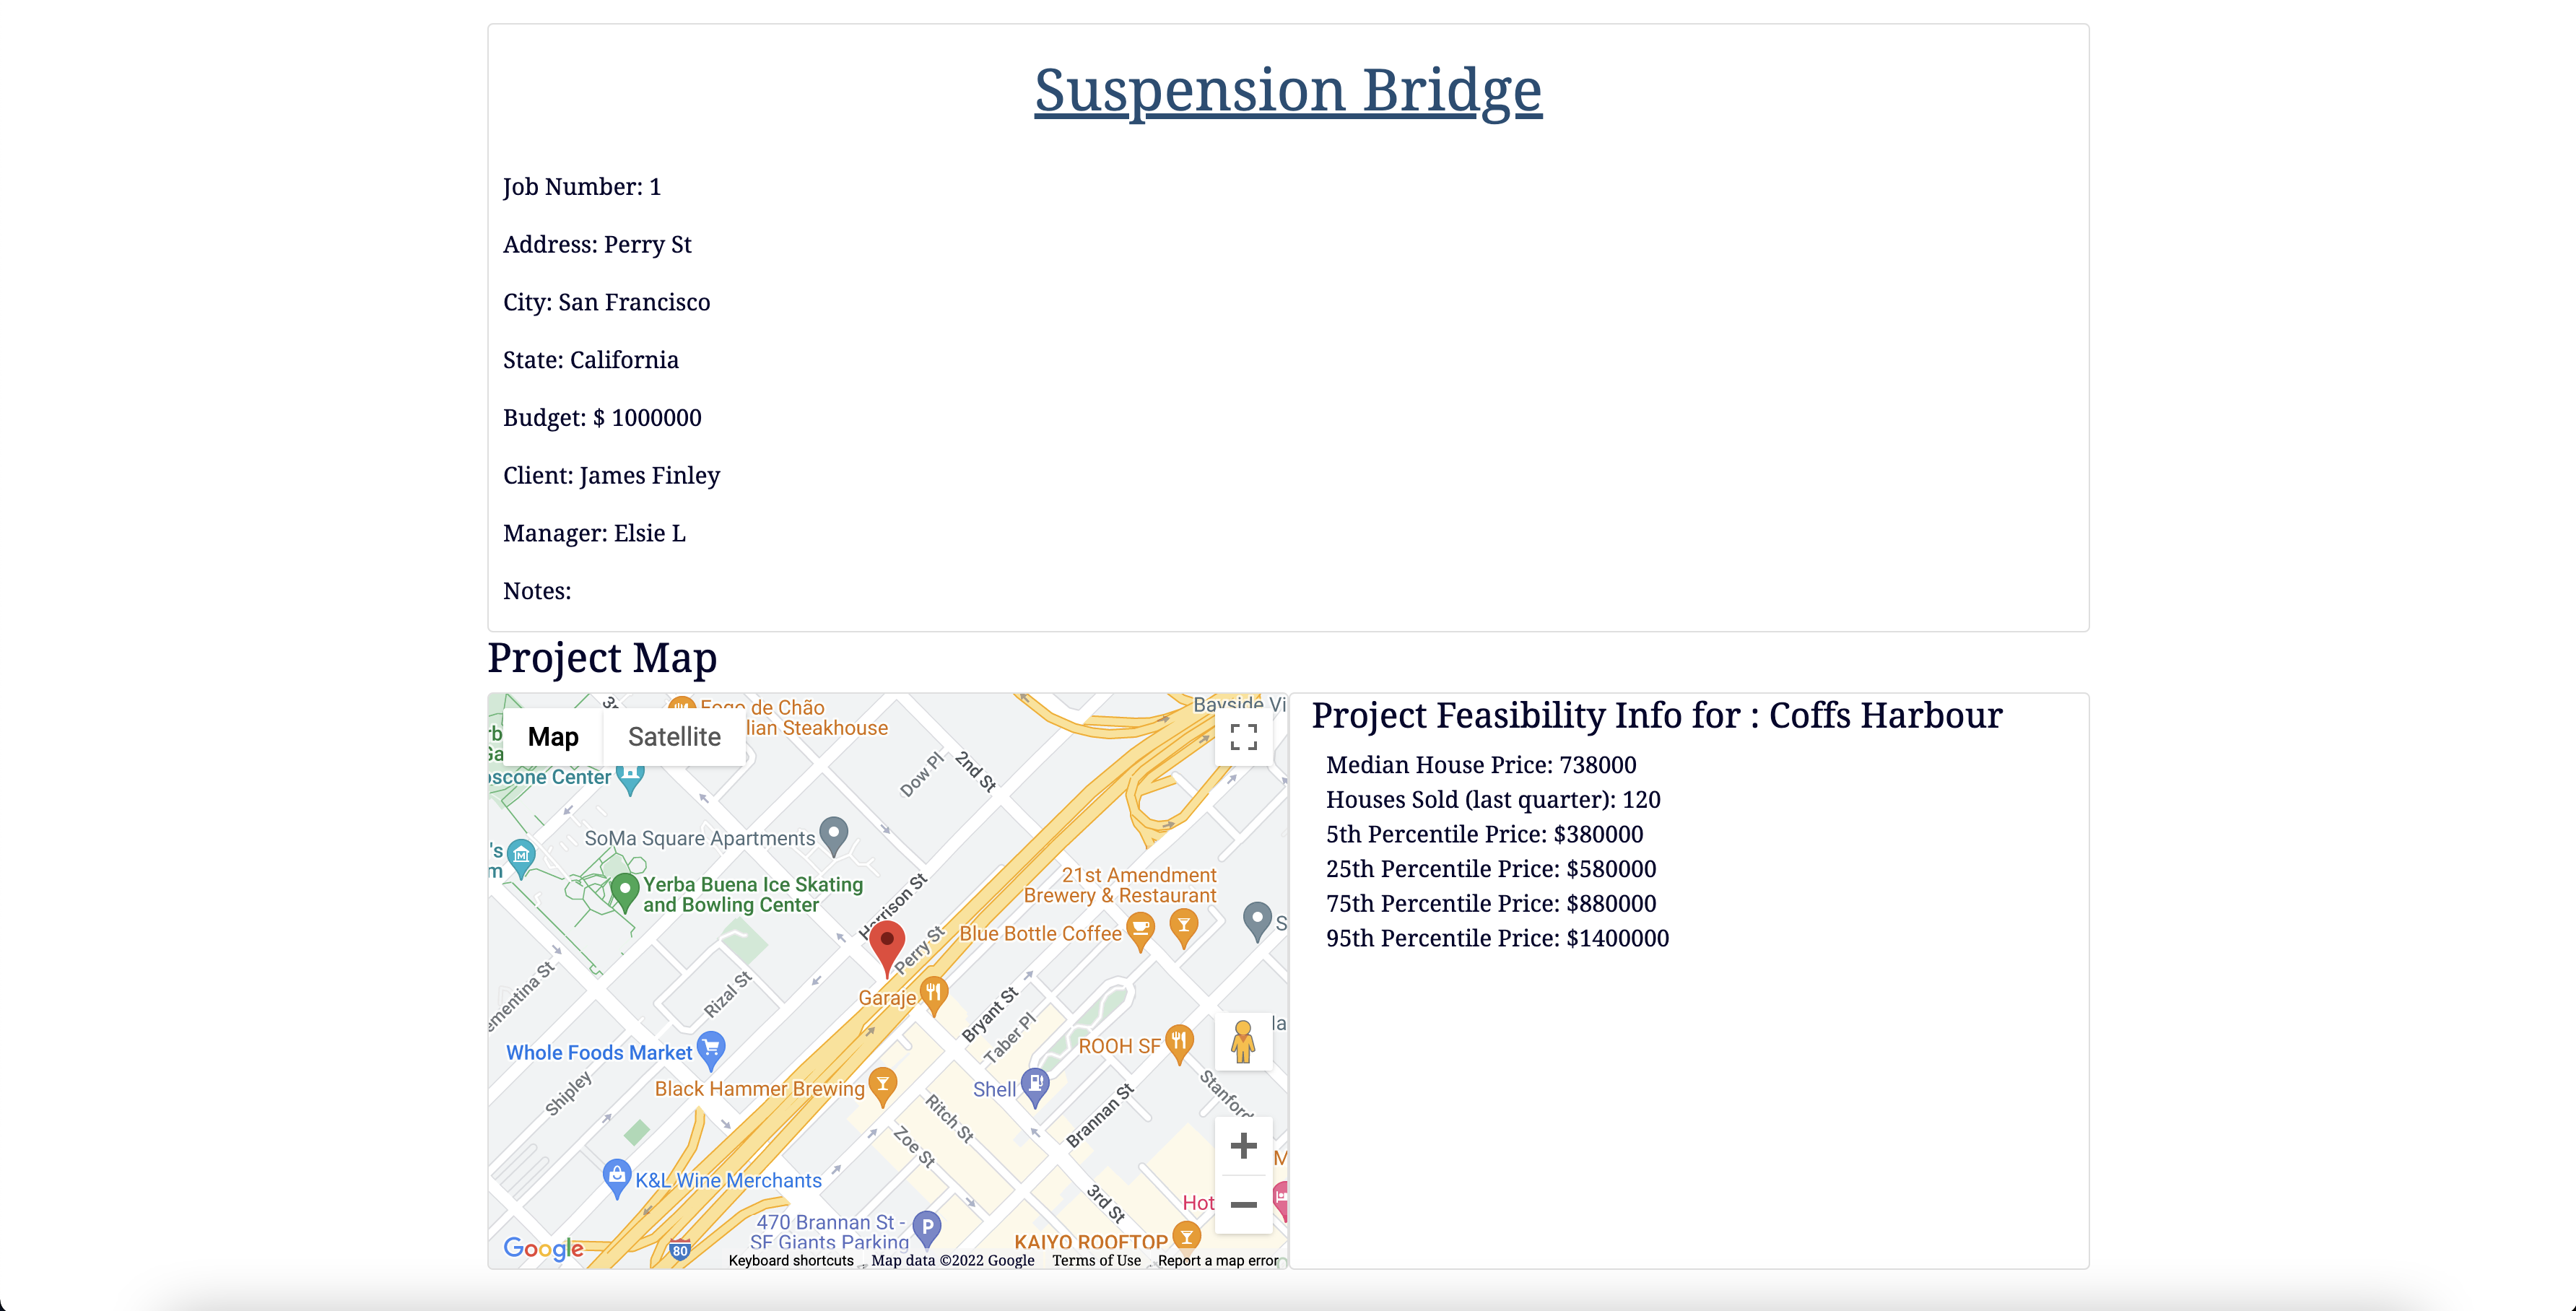 Suspension Bridge
Job Number: 1
Address: Perry St
City: San Francisco
State: California
Budget: $ 1000000
Client: James Finley
Manager: Elsie L
Notes:
Project Map
Map
Satellite
Fogo de Chão
lian Steakhouse
Bayside Vi
oscone Center
Dow Pl
2nd St
SoMa Square Apartments
's
m
Yerba Buena Ice Skating
and Bowling Center
Harrison St
Perry St
21st Amendment
Brewery & Restaurant
Blue Bottle Coffee
S
ementina St
Rizal St
Garaje
Bryant St
Taber Pl
la
Whole Foods Market
ROOH SF
Shipley
Black Hammer Brewing
Shell
Stanford
Ritch St
Brannan St
Zoe St
K&L Wine Merchants
M
3rd St
Hot
470 Brannan St -
SF Giants Parking
P
KAIYO ROOFTOP
Google
80
Keyboard shortcuts
Map data ©2022 Google
Terms of Use
Report a map error
Project Feasibility Info for : Coffs Harbour
Median House Price: 738000
Houses Sold (last quarter): 120
5th Percentile Price: $380000
25th Percentile Price: $580000
75th Percentile Price: $880000
95th Percentile Price: $1400000